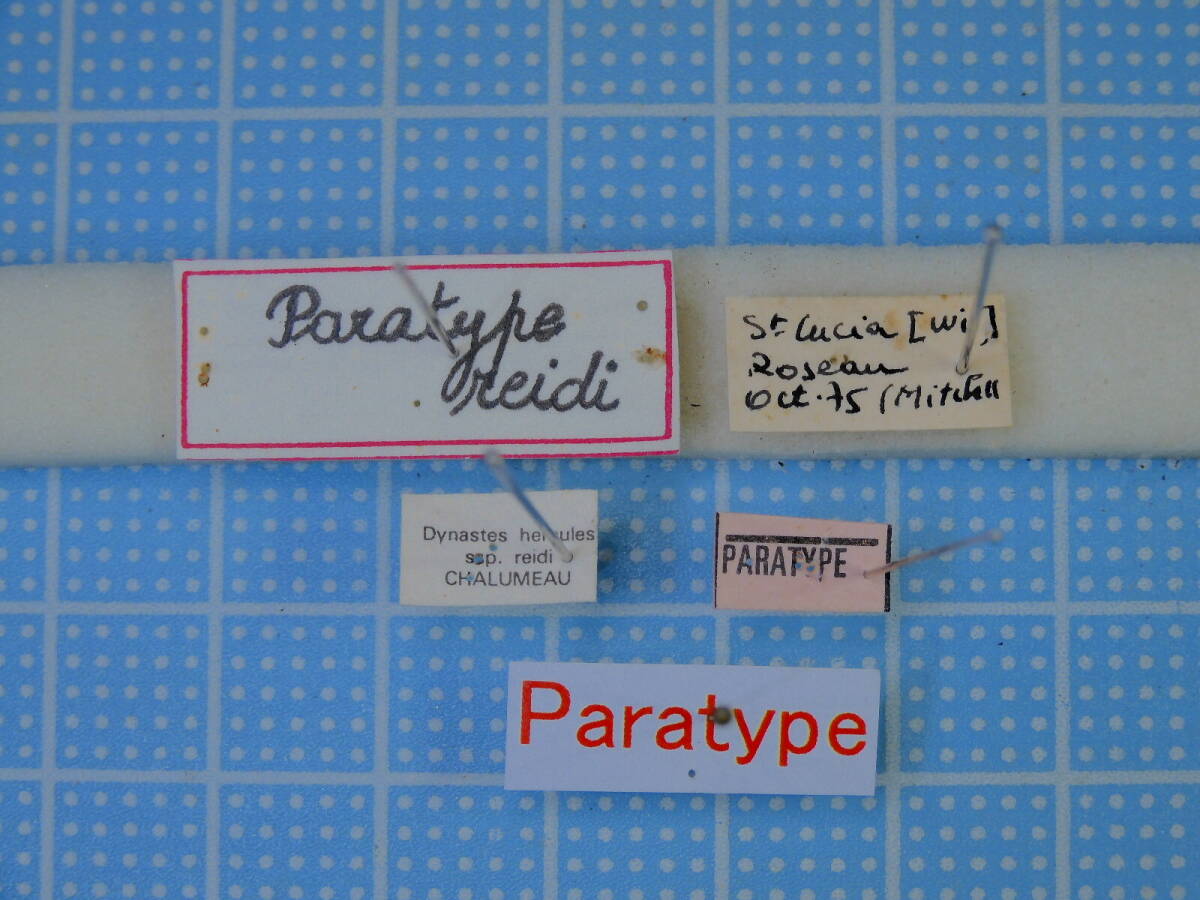 Paratype
reidi
St Lucia [WI]
Roseau
Oct. 75 (Mitchell
Dynastes hercules
ssp. reidi
CHALUMEAU
PARATYPE
Paratype